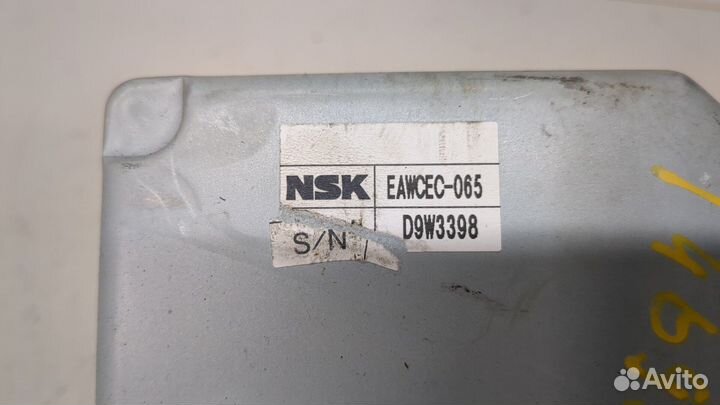 NSK EAWCEC-065
S/N D9W3398
Avito